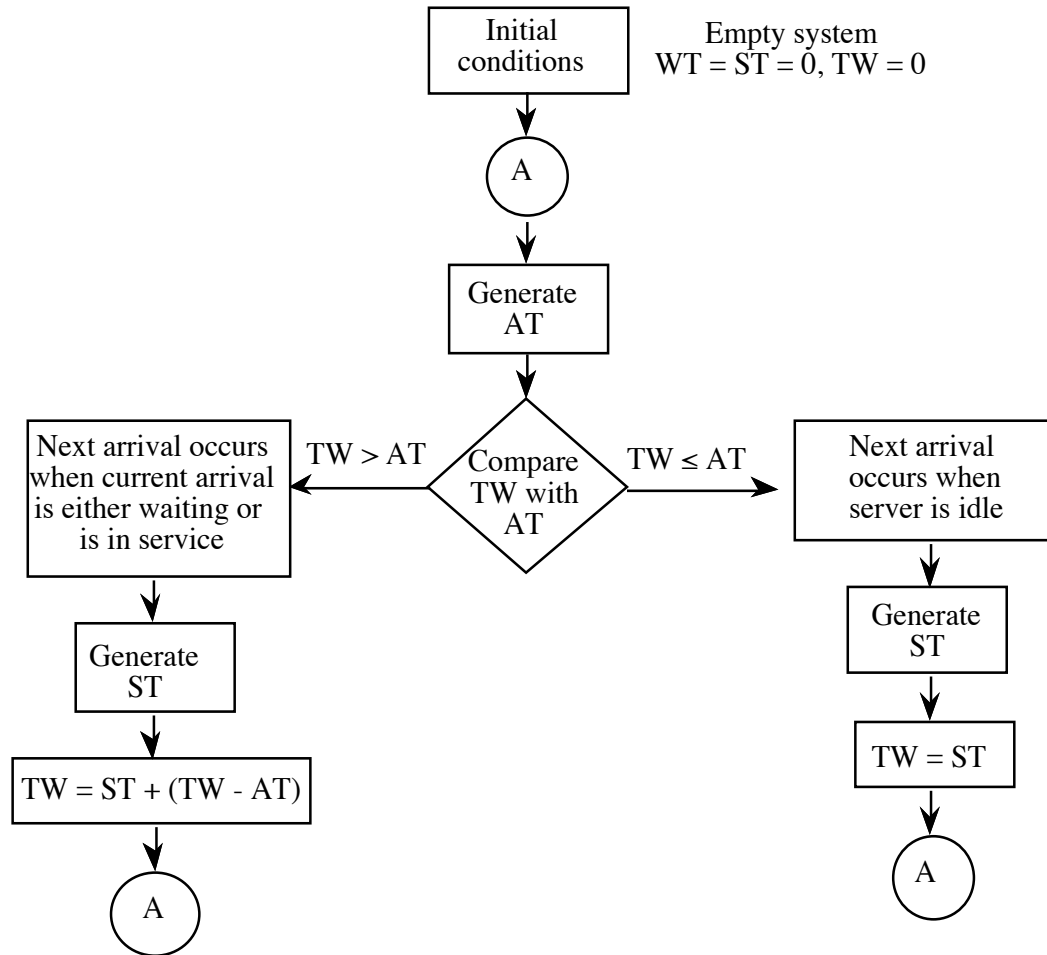 Initial
conditions
Empty system
WT = ST = 0, TW = 0
A
Generate
AT
Compare
TW with
AT
TW > AT
TW ≤ AT
Next arrival occurs
when current arrival
is either waiting or
is in service
Generate
ST
TW = ST + (TW - AT)
A
Next arrival
occurs when
server is idle
Generate
ST
TW = ST
A